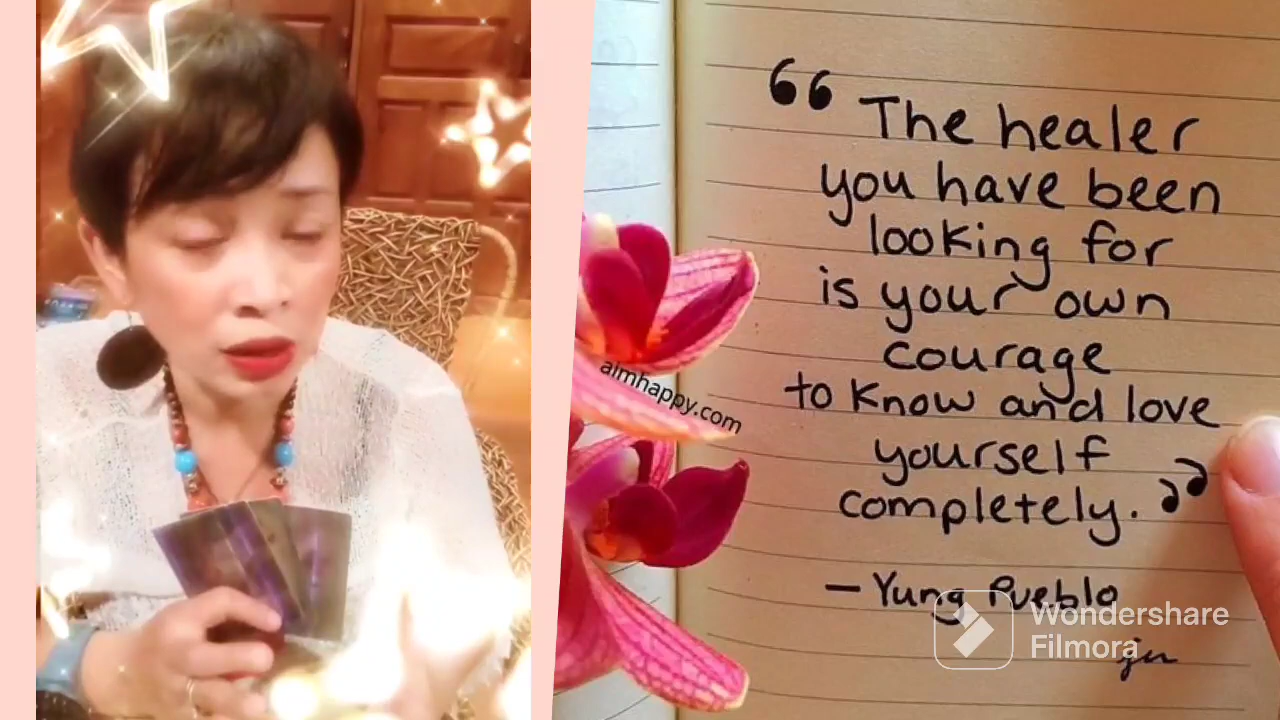 “ The healer
you have been
looking for
is your own
courage
to know and love
yourself
completely. ”
— Yung Pueblo
almhappy.com
Wondershare
Filmora